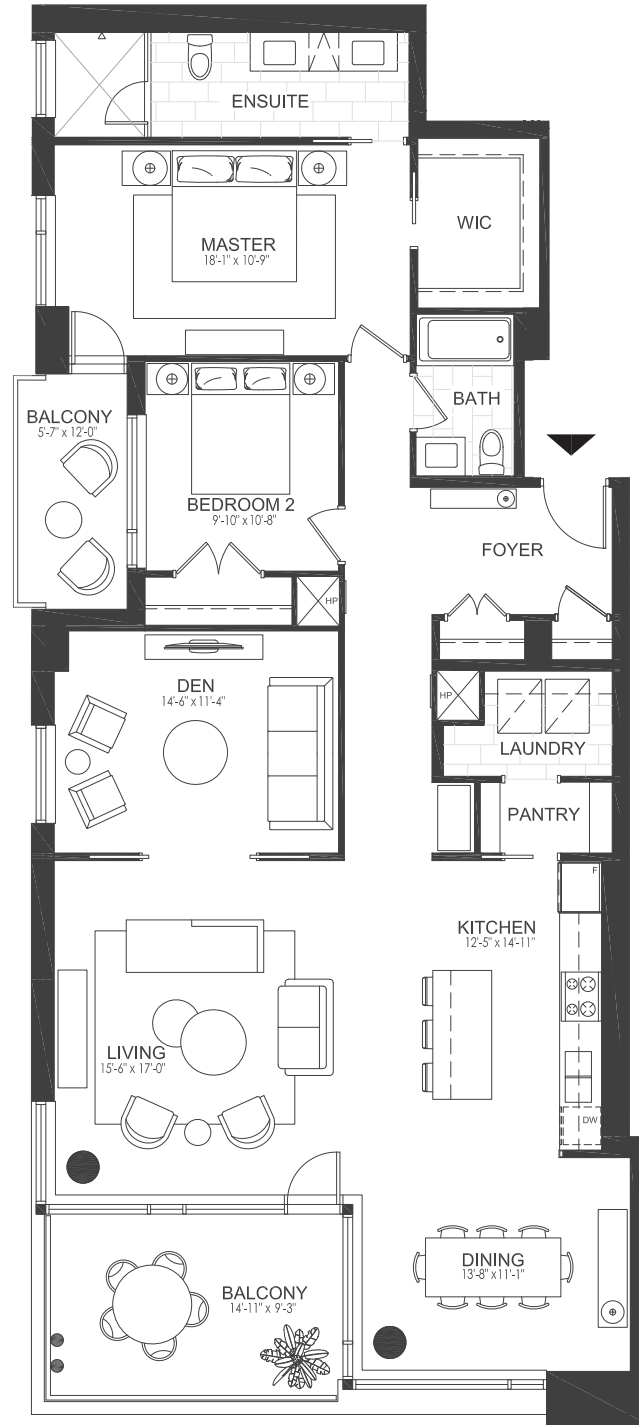 ENSUITE
MASTER
18'-1" x 10'-9"
WIC
BATH
BALCONY
5'-7" x 12'-0"
BEDROOM 2
9'-10" x 10'-8"
FOYER
HP
DEN
14'-6" x 11'-4"
HP
LAUNDRY
PANTRY
F
KITCHEN
12'-5" x 14'-11"
LIVING
15'-6" x 17'-0"
DW
DINING
13'-8" x 11'-1"
BALCONY
14'-11" x 9'-3"